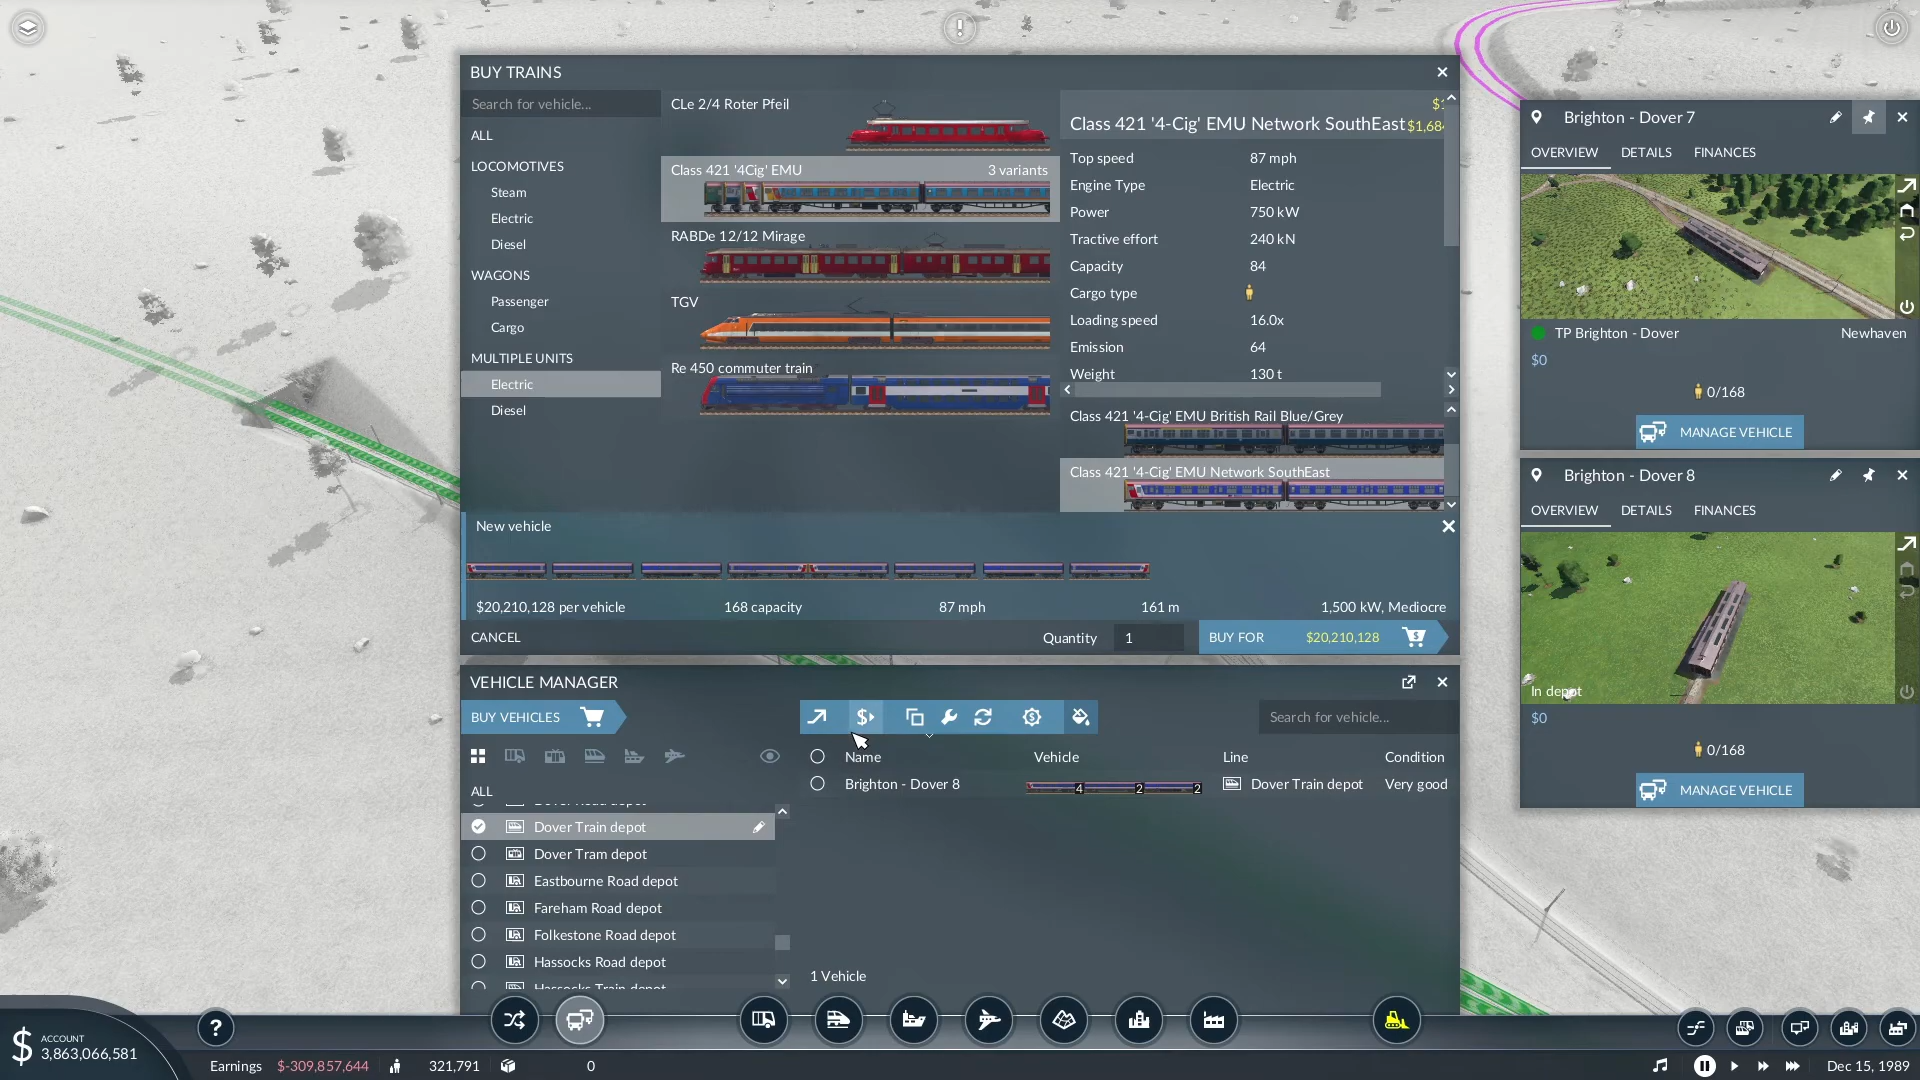 BUY TRAINS
Search for vehicle...
ALL
LOCOMOTIVES
Steam
Electric
Diesel
WAGONS
Passenger
Cargo
MULTIPLE UNITS
Electric
Diesel
CLe 2/4 Roter Pfeil
Class 421 '4Cig' EMU 3 variants
RABDe 12/12 Mirage
TGV
Re 450 commuter train
Class 421 '4-Cig' EMU Network SouthEast
Top speed 87 mph
Engine Type Electric
Power 750 kW
Tractive effort 240 kN
Capacity 84
Cargo type
Loading speed 16.0x
Emission 64
Weight 130 t
Class 421 '4-Cig' EMU British Rail Blue/Grey
Class 421 '4-Cig' EMU Network SouthEast
New vehicle
$20,210,128 per vehicle 168 capacity 87 mph 161 m 1,500 kW, Mediocre
CANCEL Quantity 1 BUY FOR $20,210,128
VEHICLE MANAGER
BUY VEHICLES
Search for vehicle...
ALL
Dover Train depot
Dover Tram depot
Eastbourne Road depot
Fareham Road depot
Folkestone Road depot
Hassocks Road depot
Hassocks Train depot
Name Vehicle Line Condition
Brighton - Dover 8 4 2 2 Dover Train depot Very good
1 Vehicle
Brighton - Dover 7
OVERVIEW DETAILS FINANCES
TP Brighton - Dover Newhaven
$0
0/168
MANAGE VEHICLE
Brighton - Dover 8
OVERVIEW DETAILS FINANCES
In depot
$0
0/168
MANAGE VEHICLE
?
$ ACCOUNT
3,863,066,581
Earnings $-309,857,644 321,791 0
Dec 15, 1989